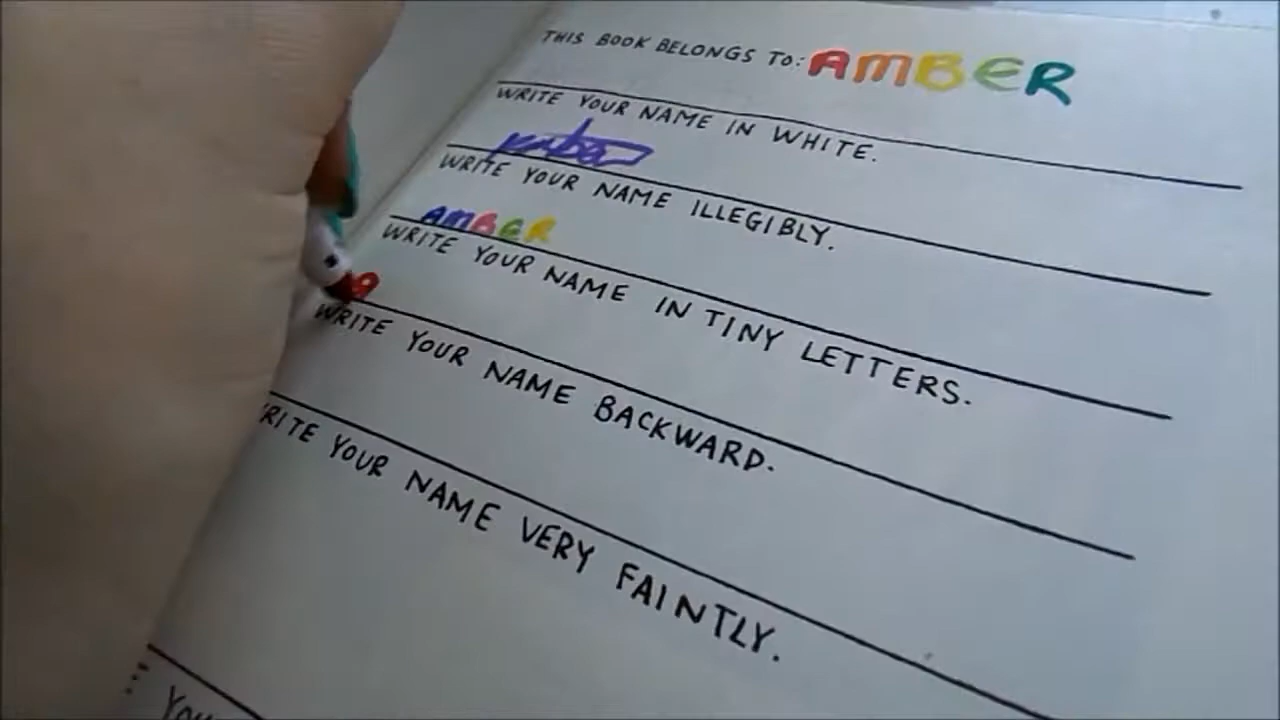 THIS BOOK BELONGS TO: AMBER
WRITE YOUR NAME IN WHITE.
WRITE YOUR NAME ILLEGIBLY.
AMBER
WRITE YOUR NAME IN TINY LETTERS.
WRITE YOUR NAME BACKWARD.
WRITE YOUR NAME VERY FAINTLY.